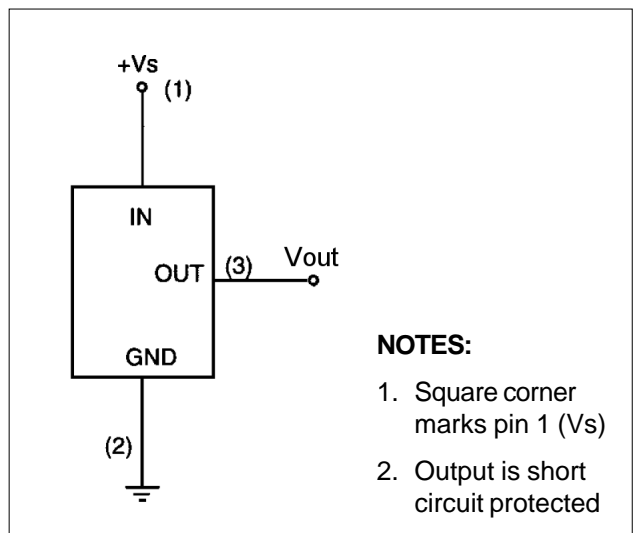 +Vs
(1)
IN
OUT
(3)
Vout
GND
(2)
NOTES:
1. Square corner
marks pin 1 (Vs)
2. Output is short
circuit protected